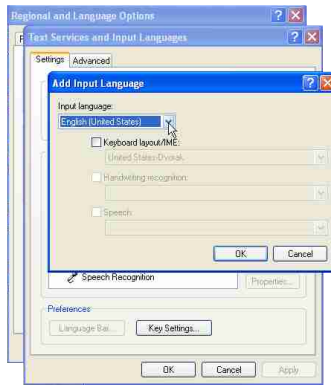 Regional and Language Options
Text Services and Input Languages
Settings Advanced
Add Input Language
Input language:
English (United States)
Keyboard layout/IME:
United States-Dvorak
Handwriting recognition:
Speech:
OK Cancel
Speech Recognition
Properties...
Preferences
Language Bar... Key Settings...
OK Cancel Apply